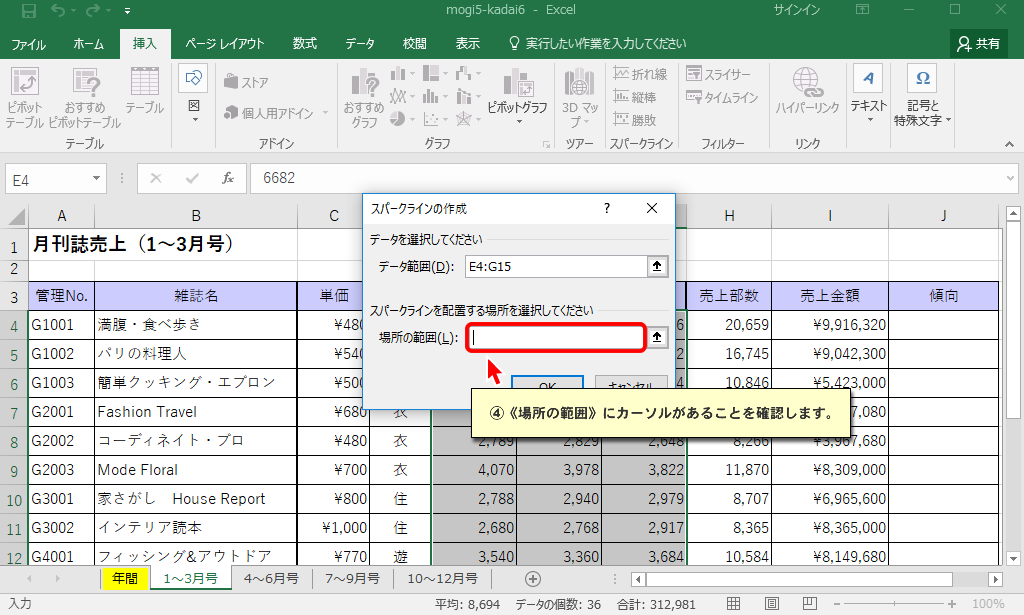 mogi5-kadai6 - Excel
サインイン
ファイル ホーム 挿入 ページ レイアウト 数式 データ 校閲 表示 実行したい作業を入力してください 共有
ピボット
テーブル
おすすめ
ピボットテーブル
テーブル
図
ストア
個人用アドイン
おすすめ
グラフ
ピボットグラフ
3D マッ
プ
折れ線
縦棒
勝敗
スライサー
タイムライン
ハイパーリンク
テキスト
記号と
特殊文字
テーブル アドイン グラフ ツアー スパークライン フィルター リンク
E4 fx 6682
A B C H I J
1 月刊誌売上（1～3月号）
2
3 管理No. 雑誌名 単価 売上部数 売上金額 傾向
4 G1001 満腹・食べ歩き ¥480 6 20,659 ¥9,916,320
5 G1002 パリの料理人 ¥540 2 16,745 ¥9,042,300
6 G1003 簡単クッキング・エプロン ¥500 4 10,846 ¥5,423,000
7 G2001 Fashion Travel ¥680 衣 7,080
8 G2002 コーディネイト・プロ ¥480 衣 2,789 2,829 2,648 8,266 ¥3,967,680
9 G2003 Mode Floral ¥700 衣 4,070 3,978 3,822 11,870 ¥8,309,000
10 G3001 家さがし House Report ¥800 住 2,788 2,940 2,979 8,707 ¥6,965,600
11 G3002 インテリア読本 ¥1,000 住 2,680 2,768 2,917 8,365 ¥8,365,000
12 G4001 フィッシング&アウトドア ¥770 遊 3,540 3,360 3,684 10,584 ¥8,149,680
スパークラインの作成 ?
データを選択してください
データ範囲(D): E4:G15
スパークラインを配置する場所を選択してください
場所の範囲(L):
OK キャンセル
④《場所の範囲》にカーソルがあることを確認します。
年間 1～3月号 4～6月号 7～9月号 10～12月号
入力 平均: 8,694 データの個数: 36 合計: 312,981 100%